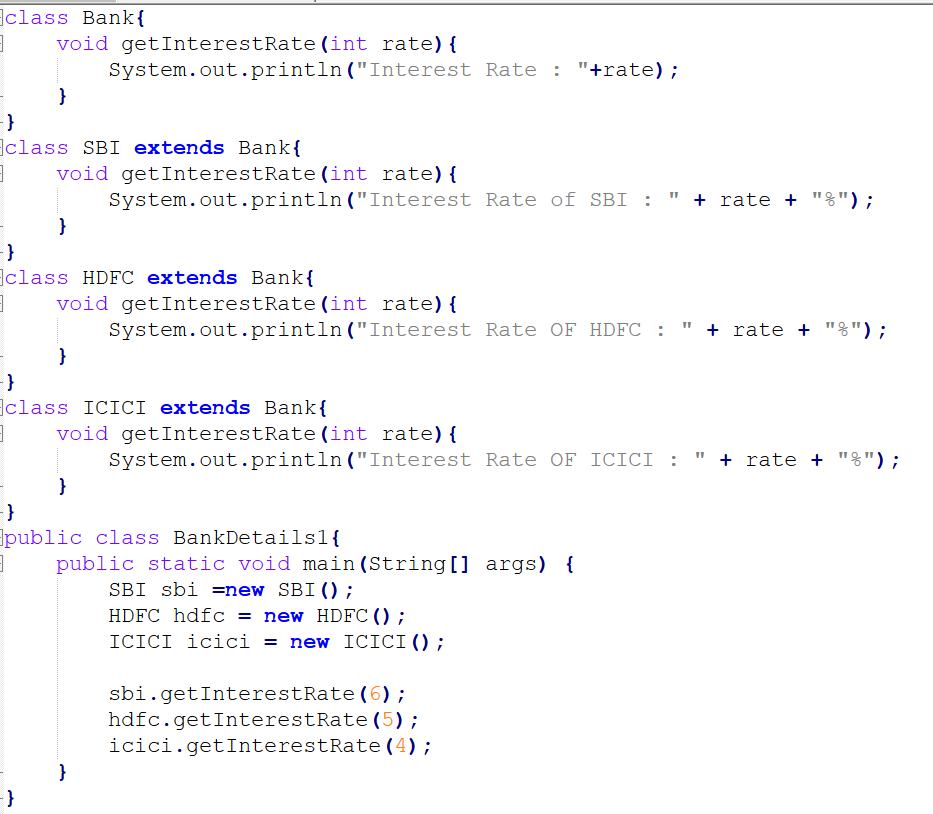 class Bank{
    void getInterestRate(int rate){
        System.out.println("Interest Rate : "+rate);
    }
}
class SBI extends Bank{
    void getInterestRate(int rate){
        System.out.println("Interest Rate of SBI : " + rate + "%");
    }
}
class HDFC extends Bank{
    void getInterestRate(int rate){
        System.out.println("Interest Rate OF HDFC : " + rate + "%");
    }
}
class ICICI extends Bank{
    void getInterestRate(int rate){
        System.out.println("Interest Rate OF ICICI : " + rate + "%");
    }
}
public class BankDetails1{
    public static void main(String[] args) {
        SBI sbi =new SBI();
        HDFC hdfc = new HDFC();
        ICICI icici = new ICICI();

        sbi.getInterestRate(6);
        hdfc.getInterestRate(5);
        icici.getInterestRate(4);
    }
}